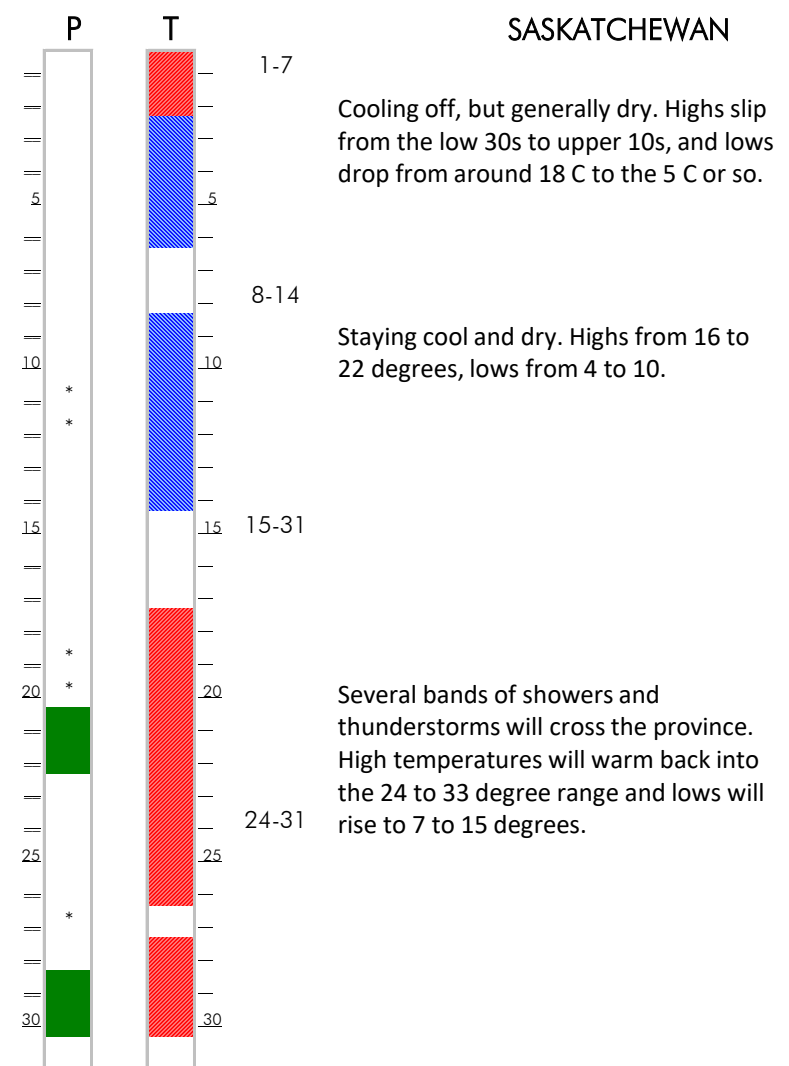 P T SASKATCHEWAN
1-7
Cooling off, but generally dry. Highs slip
from the low 30s to upper 10s, and lows
drop from around 18 C to the 5 C or so.
5 5
8-14
Staying cool and dry. Highs from 16 to
22 degrees, lows from 4 to 10.
10 10
*
*
15 15 15-31
*
*
20 20
Several bands of showers and
thunderstorms will cross the province.
High temperatures will warm back into
the 24 to 33 degree range and lows will
rise to 7 to 15 degrees.
24-31
25 25
*
30 30